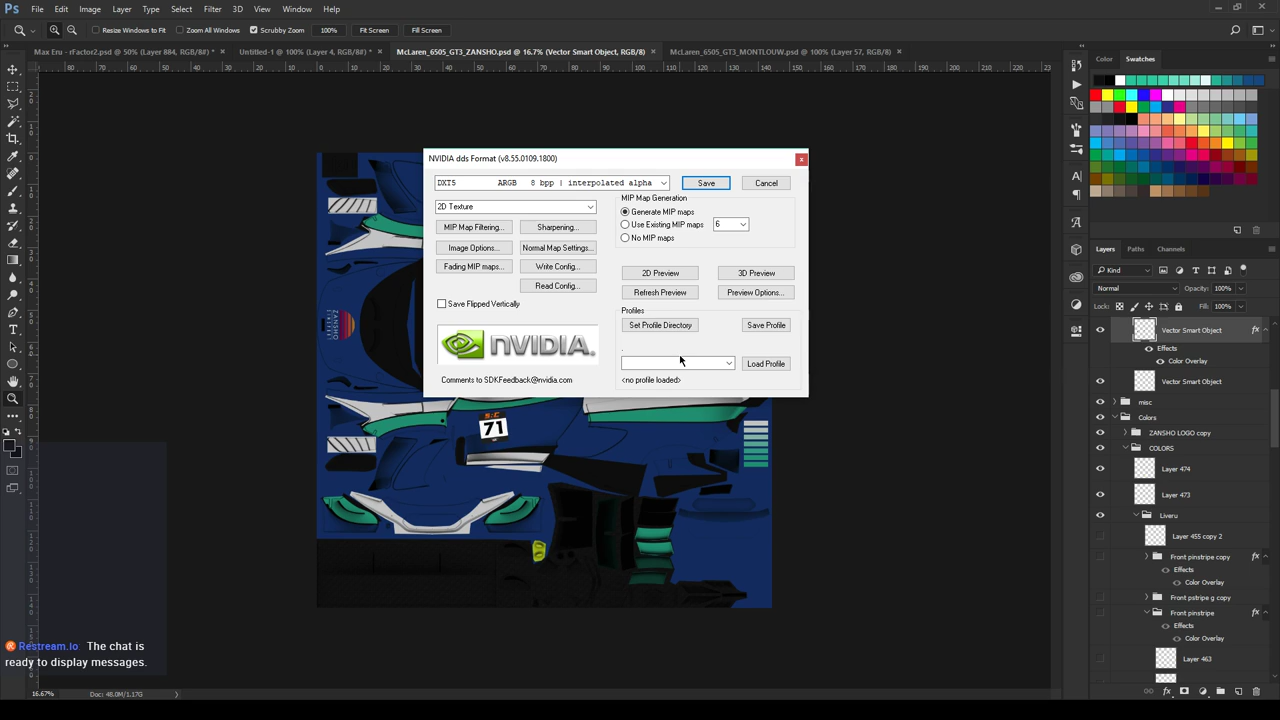 Ps File Edit Image Layer Type Select Filter 3D View Window Help
Resize Windows to Fit Zoom All Windows Scrubby Zoom 100% Fit Screen Fill Screen
Max Eru - rFactor2.psd @ 50% (Layer 884, RGB/8#) * × Untitled-1 @ 100% (Layer 4, RGB/8#) * × McLaren_6505_GT3_ZANSHO.psd @ 16.7% (Vector Smart Object, RGB/8) × McLaren_6505_GT3_MONTLOUW.psd @ 100% (Layer 57, RGB/8) ×
Color Swatches
NVIDIA dds Format (v8.55.0109.1800)
DXT5 ARGB 8 bpp | interpolated alpha
Save
Cancel
2D Texture
MIP Map Generation
Generate MIP maps
Use Existing MIP maps 6
No MIP maps
MIP Map Filtering...
Sharpening...
Image Options...
Normal Map Settings...
Fading MIP maps...
Write Config...
Read Config...
2D Preview
3D Preview
Refresh Preview
Preview Options...
Save Flipped Vertically
Profiles
Set Profile Directory
Save Profile
Load Profile
<no profile loaded>
nVIDIA.
Comments to SDKFeedback@nvidia.com
ZANSHO
S:C
71
Layers Paths Channels
Kind
Normal Opacity: 100%
Lock: Fill: 100%
Vector Smart Object fx
Effects
Color Overlay
Vector Smart Object
misc
Colors
ZANSHO LOGO copy
COLORS
Layer 474
Layer 473
Liveru
Layer 455 copy 2
Front pinstripe copy fx
Effects
Color Overlay
Front pstripe g copy
Front pinstripe fx
Effects
Color Overlay
Layer 463
Restream.Io: The chat is
ready to display messages.
16.67% Doc: 48.0M/1.17G